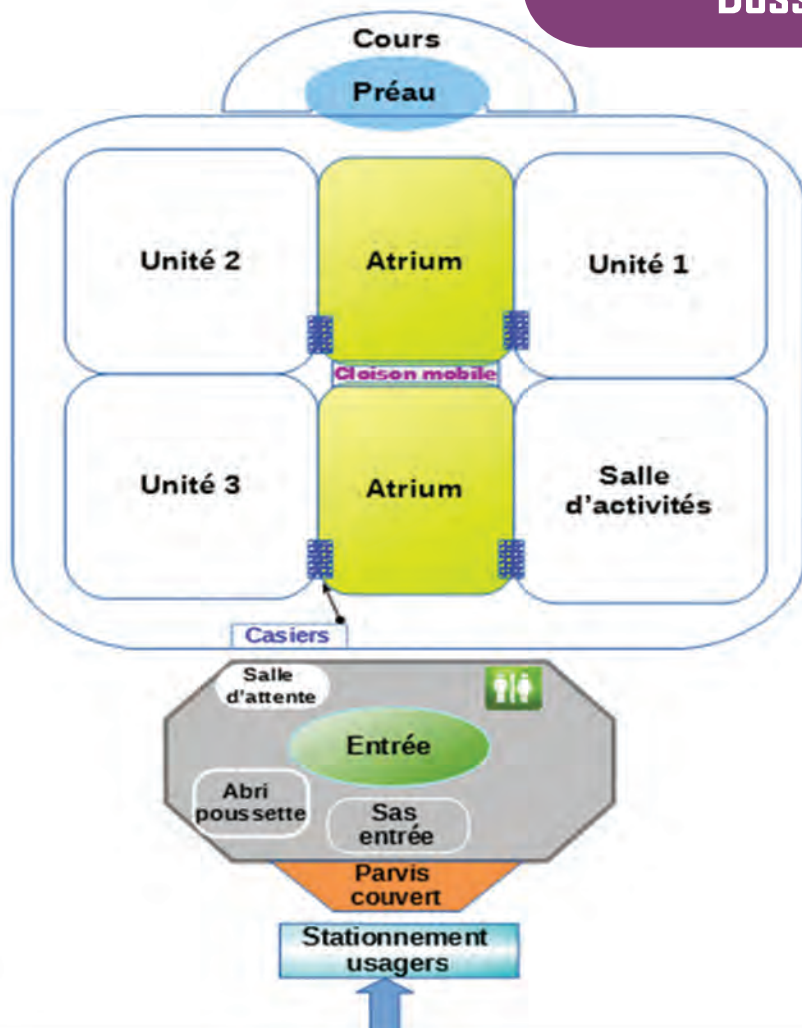 Cours
Préau
Unité 2
Atrium
Unité 1
Cloison mobile
Unité 3
Atrium
Salle
d'activités
Casiers
Salle
d'attente
Entrée
Abri
poussette
Sas
entrée
Parvis
couvert
Stationnement
usagers